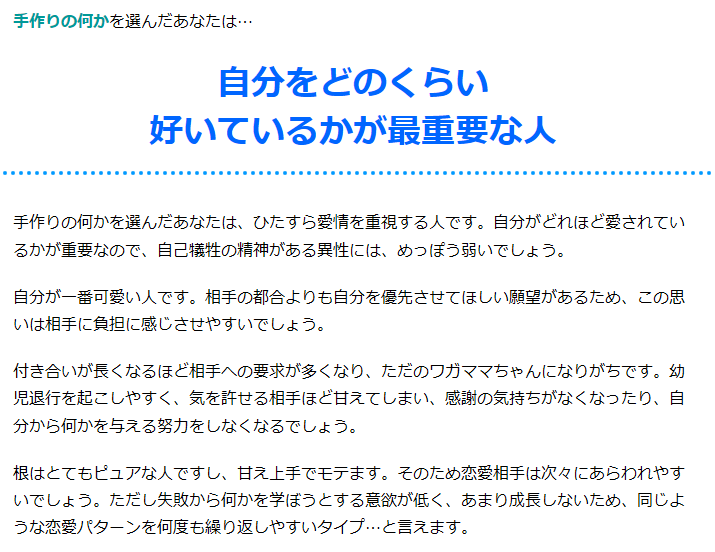 手作りの何かを選んだあなたは…
自分をどのくらい
好いているかが最重要な人
手作りの何かを選んだあなたは、ひたすら愛情を重視する人です。自分がどれほど愛されてい
るかが重要なので、自己犠牲の精神がある異性には、めっぽう弱いでしょう。
自分が一番可愛い人です。相手の都合よりも自分を優先させてほしい願望があるため、この思
いは相手に負担に感じさせやすいでしょう。
付き合いが長くなるほど相手への要求が多くなり、ただのワガママちゃんになりがちです。幼
児退行を起こしやすく、気を許せる相手ほど甘えてしまい、感謝の気持ちがなくなったり、自
分から何かを与える努力をしなくなるでしょう。
根はとてもピュアな人ですし、甘え上手でモテます。そのため恋愛相手は次々にあらわれやす
いでしょう。ただし失敗から何かを学ぼうとする意欲が低く、あまり成長しないため、同じよ
うな恋愛パターンを何度も繰り返しやすいタイプ…と言えます。